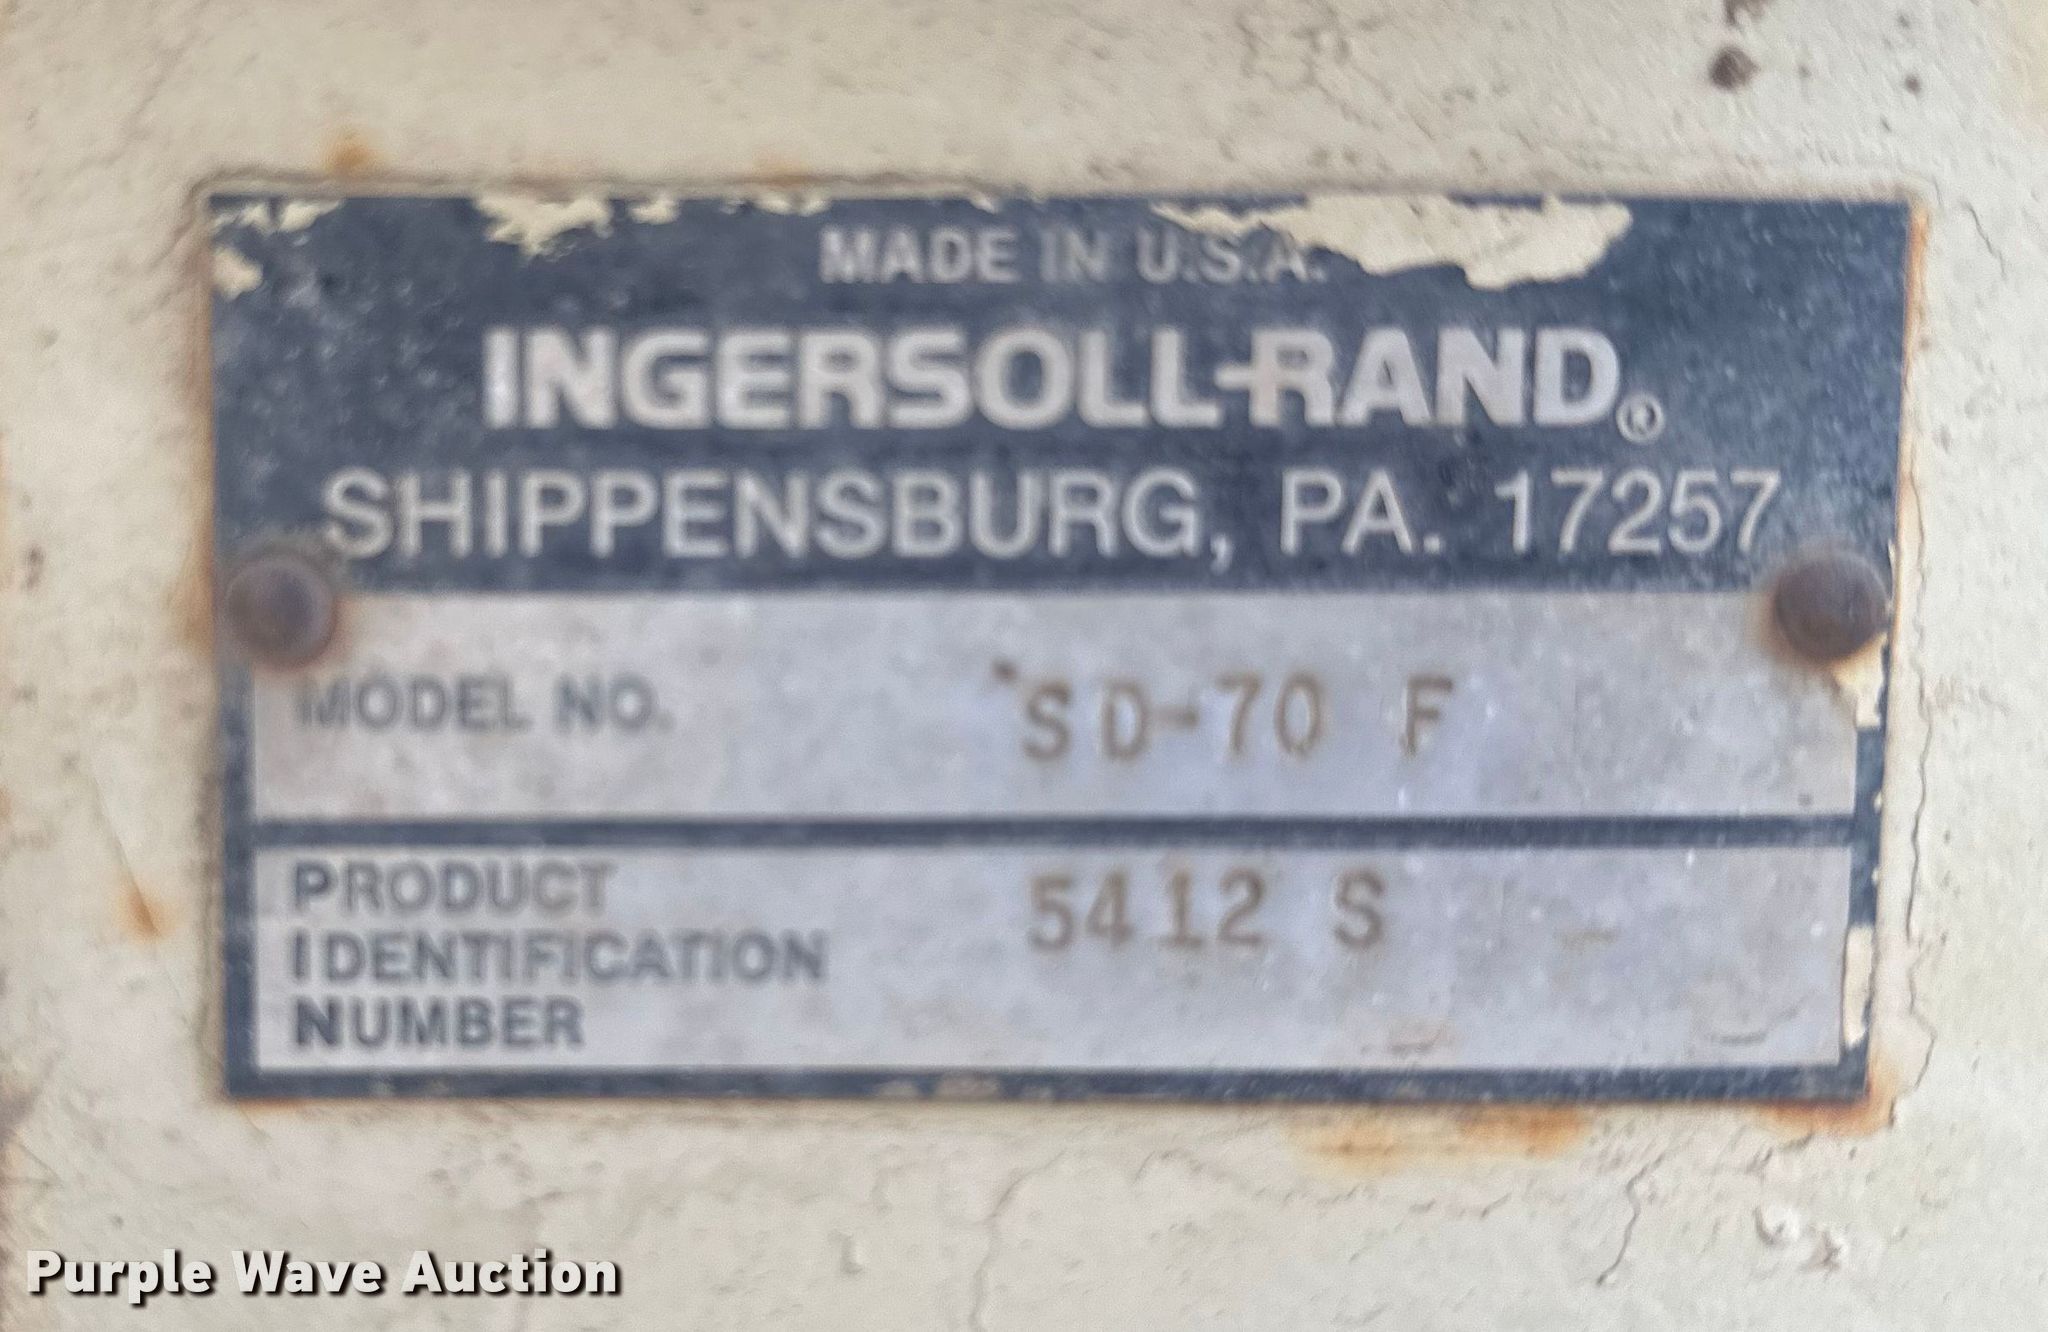 MADE IN U.S.A.
INGERSOLL-RAND®
SHIPPENSBURG, PA. 17257
MODEL NO. SD-70 F
PRODUCT IDENTIFICATION NUMBER 5412 S
Purple Wave Auction